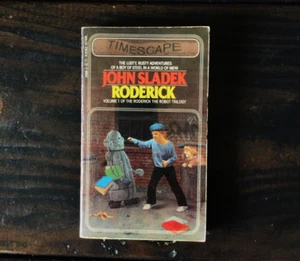 TIMESCAPE
THE LUSTY, RUSTY ADVENTURES
OF A BOY OF STEEL IN A WORLD OF MEN!
JOHN SLADEK
RODERICK
VOLUME 1 OF THE RODERICK THE ROBOT TRILOGY